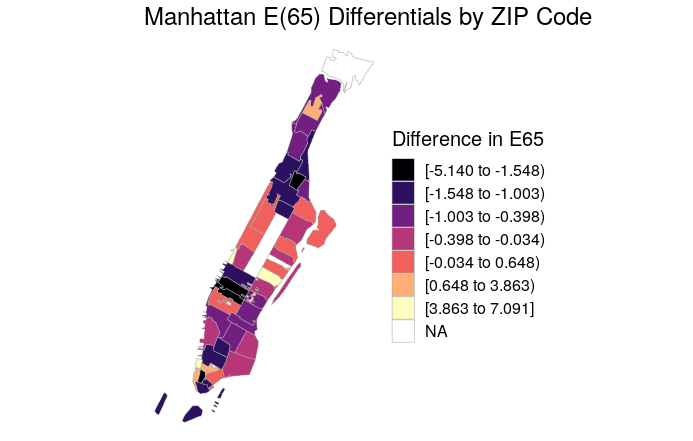 Manhattan E(65) Differentials by ZIP Code
Difference in E65
[-5.140 to -1.548)
[-1.548 to -1.003)
[-1.003 to -0.398)
[-0.398 to -0.034)
[-0.034 to 0.648)
[0.648 to 3.863)
[3.863 to 7.091]
NA